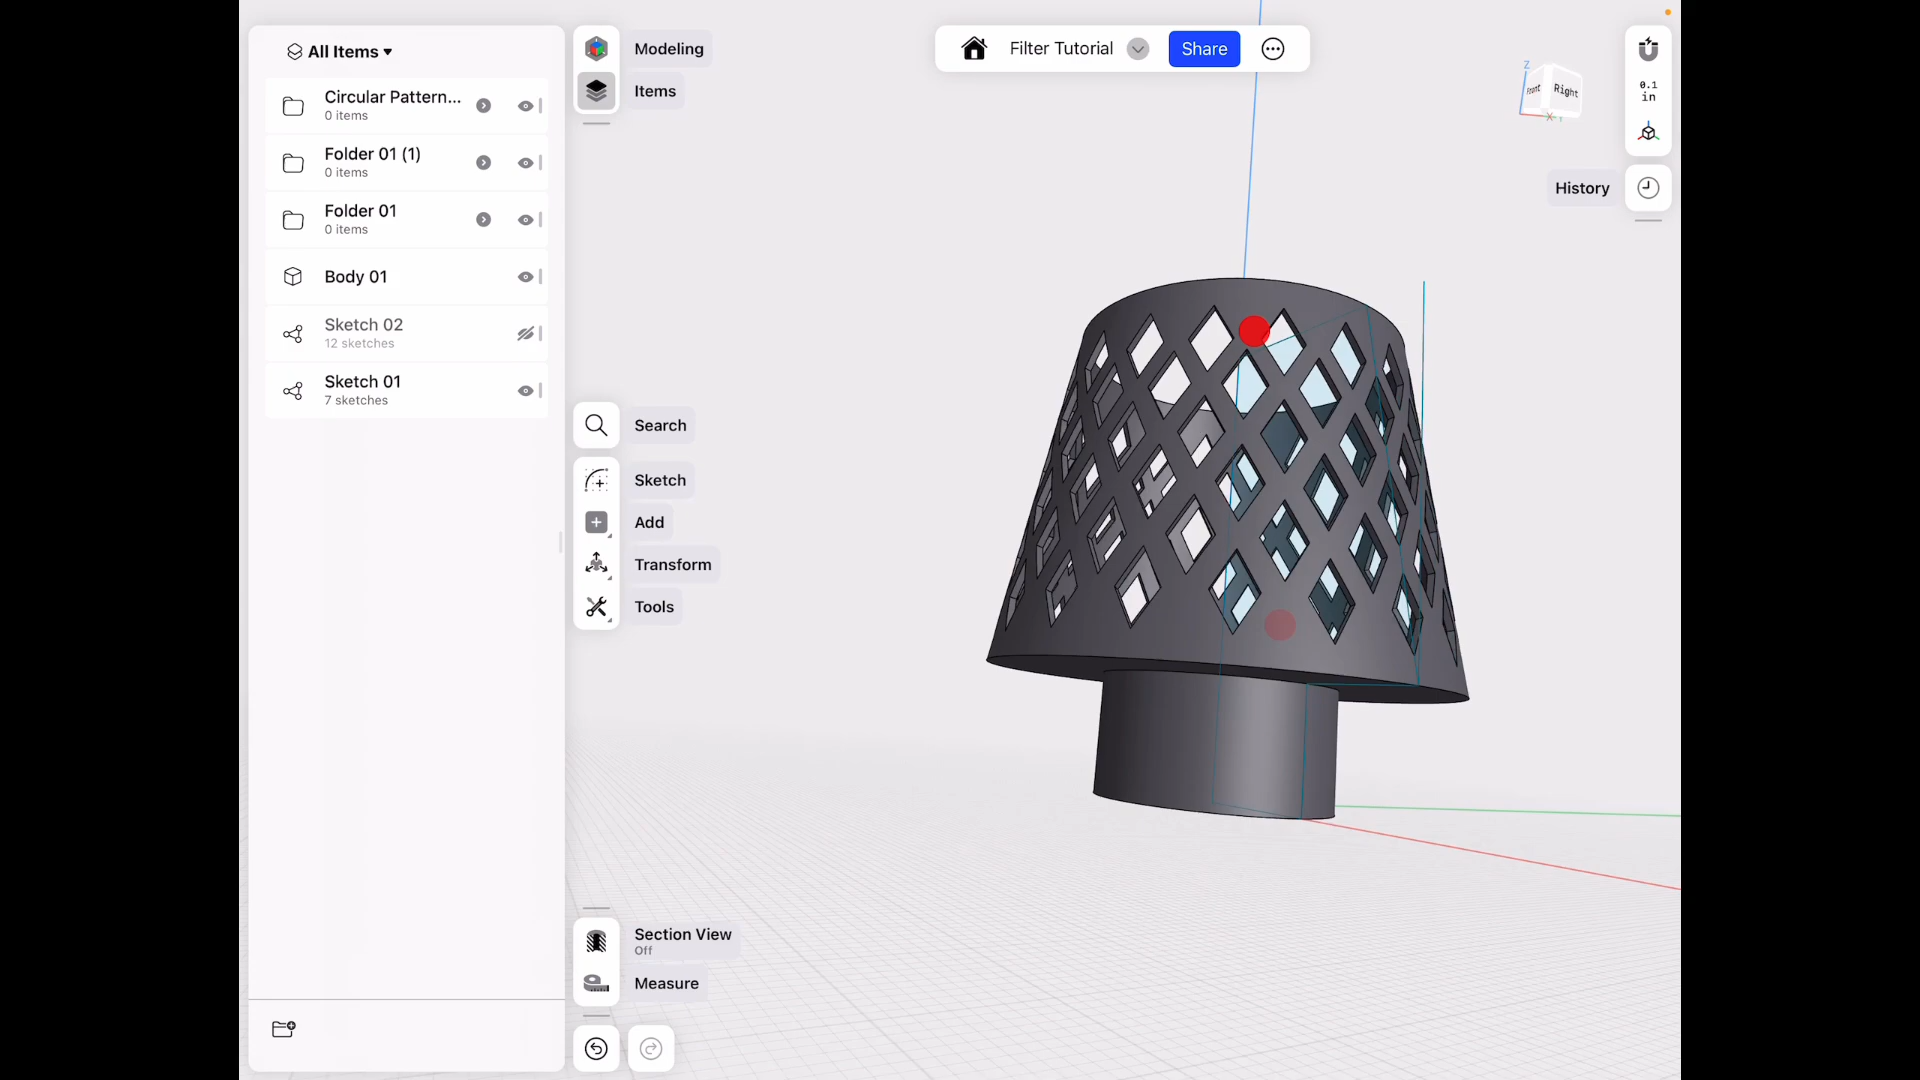 All Items
Circular Pattern...
0 items
Folder 01 (1)
0 items
Folder 01
0 items
Body 01
Sketch 02
12 sketches
Sketch 01
7 sketches
Modeling
Items
Search
Sketch
Add
Transform
Tools
Section View
Off
Measure
Filter Tutorial
Share
Z
Front
Right
X
Y
0.1
in
History